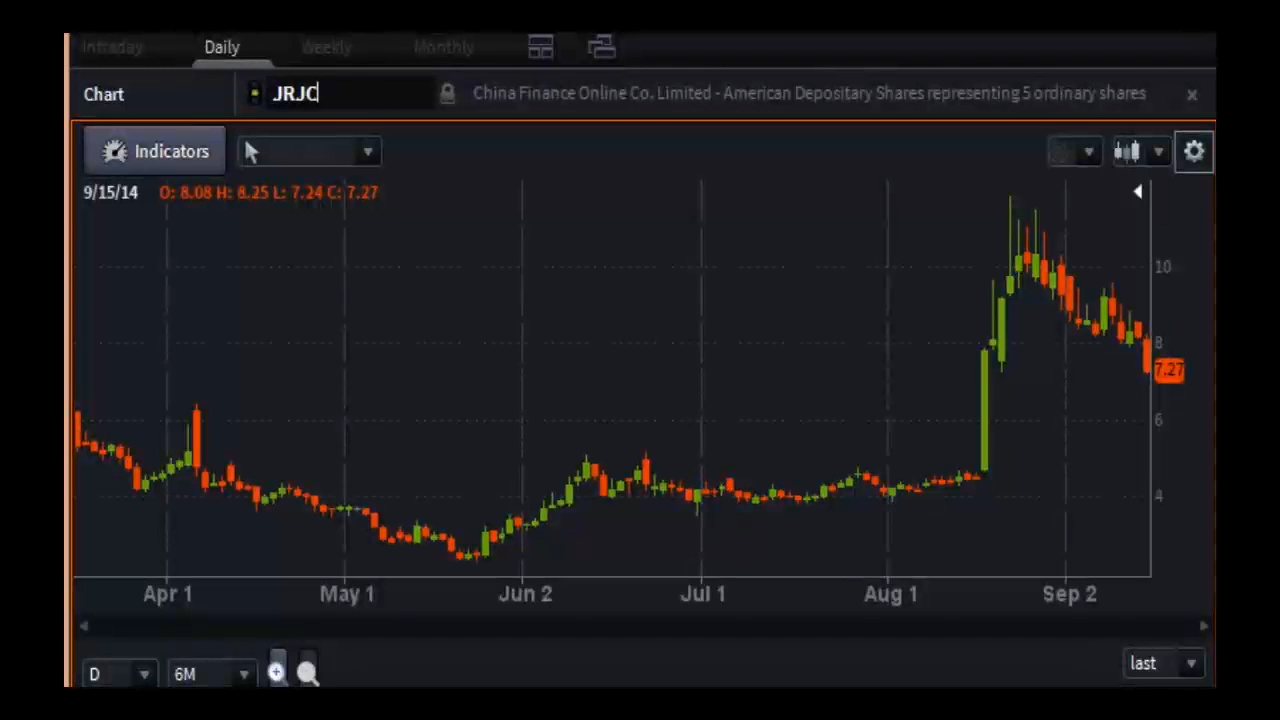 Intraday Daily Weekly Monthly
Chart JRJC China Finance Online Co. Limited - American Depositary Shares representing 5 ordinary shares x
Indicators
9/15/14 O: 8.08 H: 8.25 L: 7.24 C: 7.27
10
8
7.27
6
4
Apr 1 May 1 Jun 2 Jul 1 Aug 1 Sep 2
D 6M last